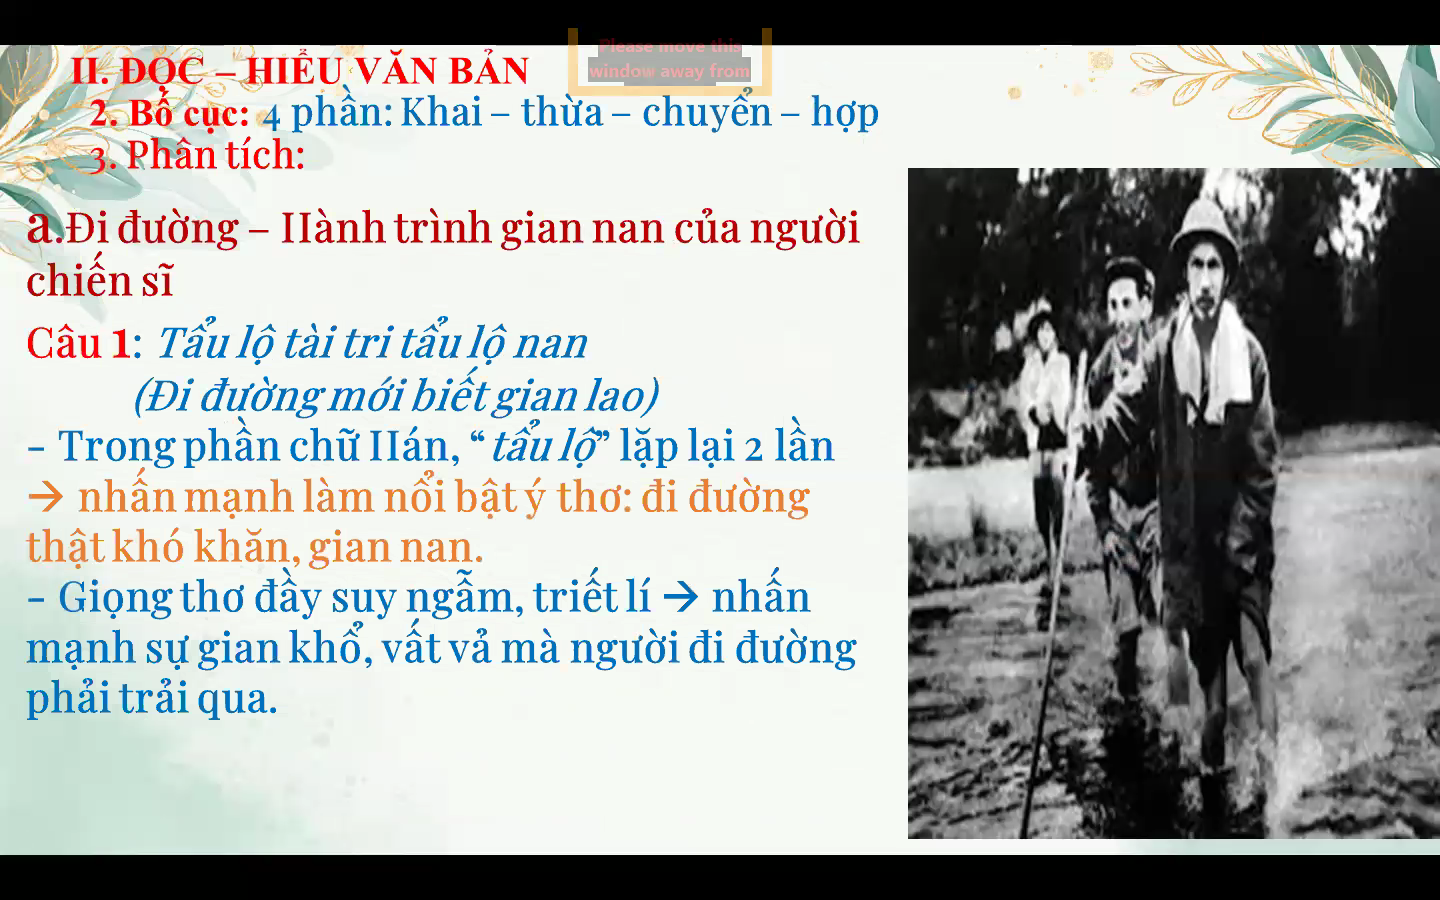 Please move this
window away from
II. ĐỌC – HIỂU VĂN BẢN
2. Bố cục: 4 phần: Khai – thừa – chuyển – hợp
3. Phân tích:
a.Đi đường – Hành trình gian nan của người
chiến sĩ
Câu 1: Tẩu lộ tài tri tẩu lộ nan
(Đi đường mới biết gian lao)
- Trong phần chữ Hán, “tẩu lộ” lặp lại 2 lần
→ nhấn mạnh làm nổi bật ý thơ: đi đường
thật khó khăn, gian nan.
- Giọng thơ đầy suy ngẫm, triết lí → nhấn
mạnh sự gian khổ, vất vả mà người đi đường
phải trải qua.